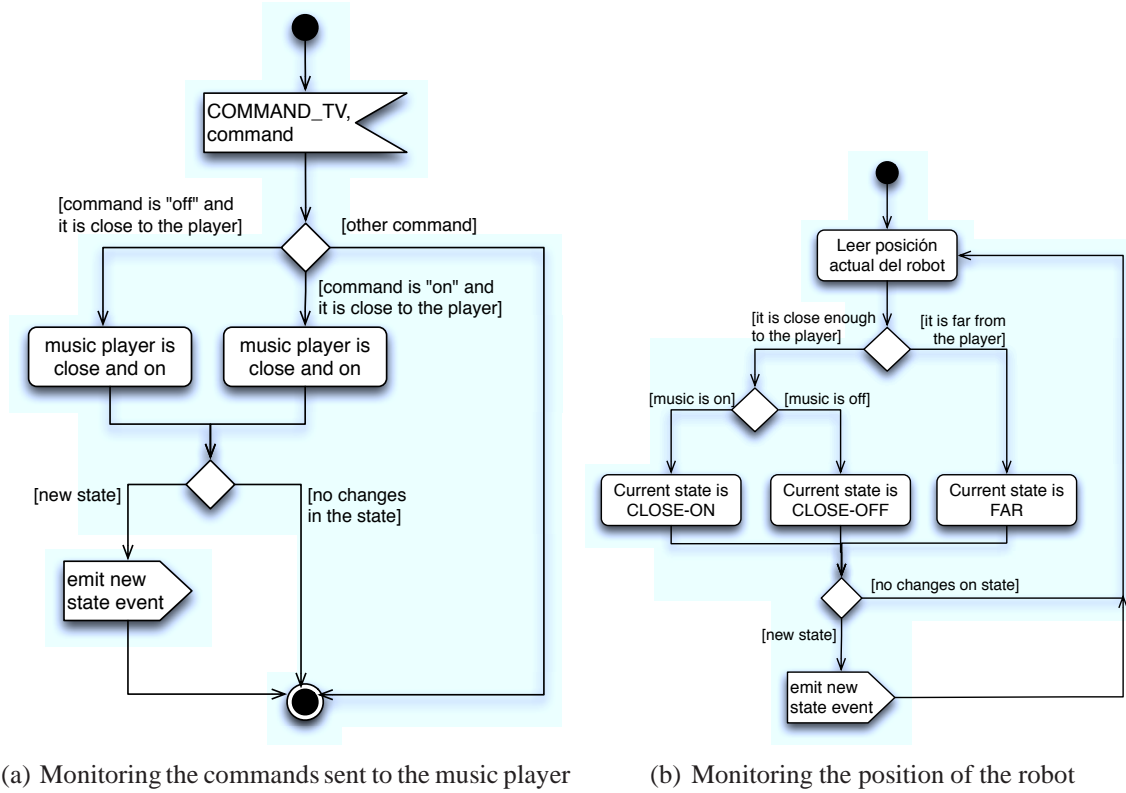 COMMAND_TV,
command
[command is "off" and
it is close to the player]
[other command]
[command is "on" and
it is close to the player]
music player is
close and on
music player is
close and on
[new state]
[no changes
in the state]
emit new
state event
(a) Monitoring the commands sent to the music player
Leer posición
actual del robot
[it is close enough
to the player]
[it is far from
the player]
[music is on]
[music is off]
Current state is
CLOSE-ON
Current state is
CLOSE-OFF
Current state is
FAR
[no changes on state]
[new state]
emit new
state event
(b) Monitoring the position of the robot